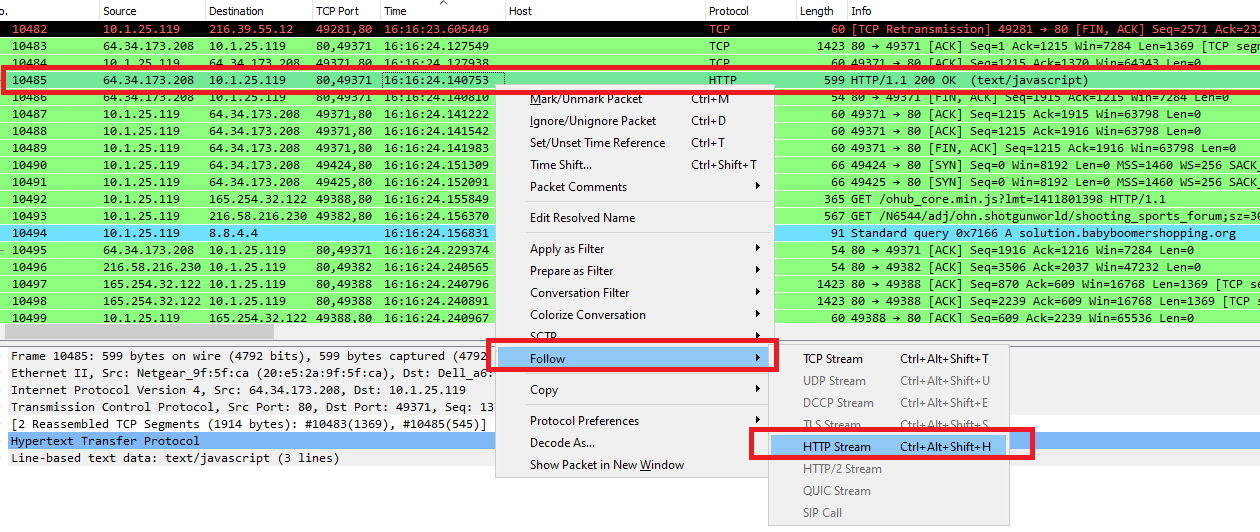 o. Source Destination TCP Port Time Host Protocol Length Info
10482 10.1.25.119 216.39.55.12 49281,80 16:16:23.605449 TCP 60 [TCP Retransmission] 49281 → 80 [FIN, ACK] Seq=2571 Ack=232
10483 64.34.173.208 10.1.25.119 80,49371 16:16:24.127549 TCP 1423 80 → 49371 [ACK] Seq=1 Ack=1215 Win=7284 Len=1369 [TCP seg
10484 10.1.25.119 64.34.173.208 49371,80 16:16:24.127938 TCP 60 49371 → 80 [ACK] Seq=1215 Ack=1370 Win=64343 Len=0
10485 64.34.173.208 10.1.25.119 80,49371 16:16:24.140753 HTTP 599 HTTP/1.1 200 OK (text/javascript)
10486 64.34.173.208 10.1.25.119 80,49371 16:16:24.140810 54 80 → 49371 [FIN, ACK] Seq=1915 Ack=1215 Win=7284 Len=0
10487 10.1.25.119 64.34.173.208 49371,80 16:16:24.141222 60 49371 → 80 [ACK] Seq=1215 Ack=1915 Win=63798 Len=0
10488 10.1.25.119 64.34.173.208 49371,80 16:16:24.141542 60 49371 → 80 [ACK] Seq=1215 Ack=1916 Win=63798 Len=0
10489 10.1.25.119 64.34.173.208 49371,80 16:16:24.141983 60 49371 → 80 [FIN, ACK] Seq=1215 Ack=1916 Win=63798 Len=0
10490 10.1.25.119 64.34.173.208 49424,80 16:16:24.151309 66 49424 → 80 [SYN] Seq=0 Win=8192 Len=0 MSS=1460 WS=256 SACK_
10491 10.1.25.119 64.34.173.208 49425,80 16:16:24.152091 66 49425 → 80 [SYN] Seq=0 Win=8192 Len=0 MSS=1460 WS=256 SACK_
10492 10.1.25.119 165.254.32.122 49388,80 16:16:24.155849 365 GET /ohub_core.min.js?lmt=1411801398 HTTP/1.1
10493 10.1.25.119 216.58.216.230 49382,80 16:16:24.156370 567 GET /N6544/adj/ohn.shotgunworld/shooting_sports_forum;sz=30
10494 10.1.25.119 8.8.4.4 16:16:24.156831 91 Standard query 0x7166 A solution.babyboomershopping.org
10495 64.34.173.208 10.1.25.119 80,49371 16:16:24.229374 54 80 → 49371 [ACK] Seq=1916 Ack=1216 Win=7284 Len=0
10496 216.58.216.230 10.1.25.119 80,49382 16:16:24.240565 54 80 → 49382 [ACK] Seq=3506 Ack=2037 Win=47232 Len=0
10497 165.254.32.122 10.1.25.119 80,49388 16:16:24.240796 1423 80 → 49388 [ACK] Seq=870 Ack=609 Win=16768 Len=1369 [TCP s
10498 165.254.32.122 10.1.25.119 80,49388 16:16:24.240891 1423 80 → 49388 [ACK] Seq=2239 Ack=609 Win=16768 Len=1369 [TCP
10499 10.1.25.119 165.254.32.122 49388,80 16:16:24.240967 60 49388 → 80 [ACK] Seq=609 Ack=2239 Win=65536 Len=0
Mark/Unmark Packet Ctrl+M
Ignore/Unignore Packet Ctrl+D
Set/Unset Time Reference Ctrl+T
Time Shift... Ctrl+Shift+T
Packet Comments
Edit Resolved Name
Apply as Filter
Prepare as Filter
Conversation Filter
Colorize Conversation
SCTP
Follow
Copy
Protocol Preferences
Decode As...
Show Packet in New Window
TCP Stream Ctrl+Alt+Shift+T
UDP Stream Ctrl+Alt+Shift+U
DCCP Stream Ctrl+Alt+Shift+E
TLS Stream Ctrl+Alt+Shift+S
HTTP Stream Ctrl+Alt+Shift+H
HTTP/2 Stream
QUIC Stream
SIP Call
Frame 10485: 599 bytes on wire (4792 bits), 599 bytes captured (4792
Ethernet II, Src: Netgear_9f:5f:ca (20:e5:2a:9f:5f:ca), Dst: Dell_a6:
Internet Protocol Version 4, Src: 64.34.173.208, Dst: 10.1.25.119
Transmission Control Protocol, Src Port: 80, Dst Port: 49371, Seq: 13
[2 Reassembled TCP Segments (1914 bytes): #10483(1369), #10485(545)]
Hypertext Transfer Protocol
Line-based text data: text/javascript (3 lines)